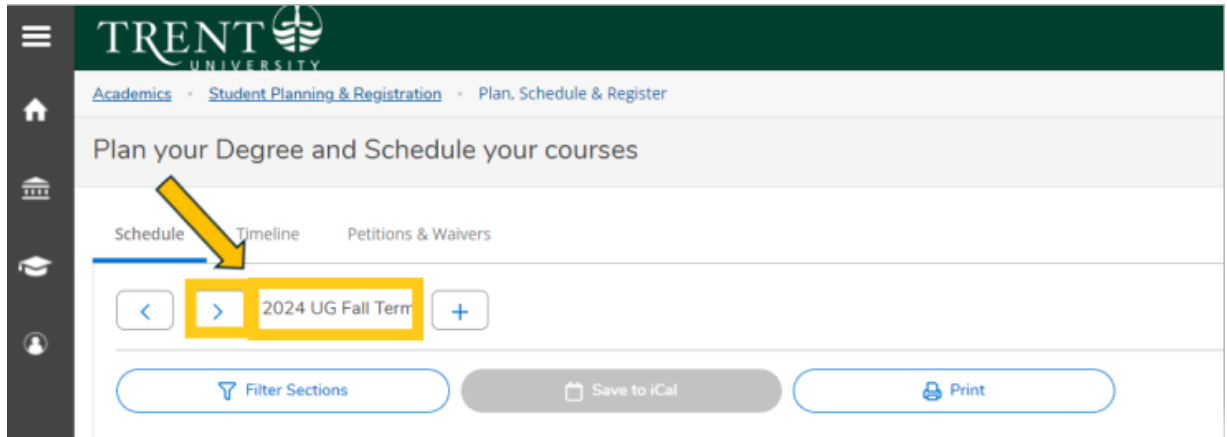 TRENT
UNIVERSITY
Academics · Student Planning & Registration · Plan, Schedule & Register
Plan your Degree and Schedule your courses
Schedule Timeline Petitions & Waivers
< > 2024 UG Fall Term +
Filter Sections Save to iCal Print